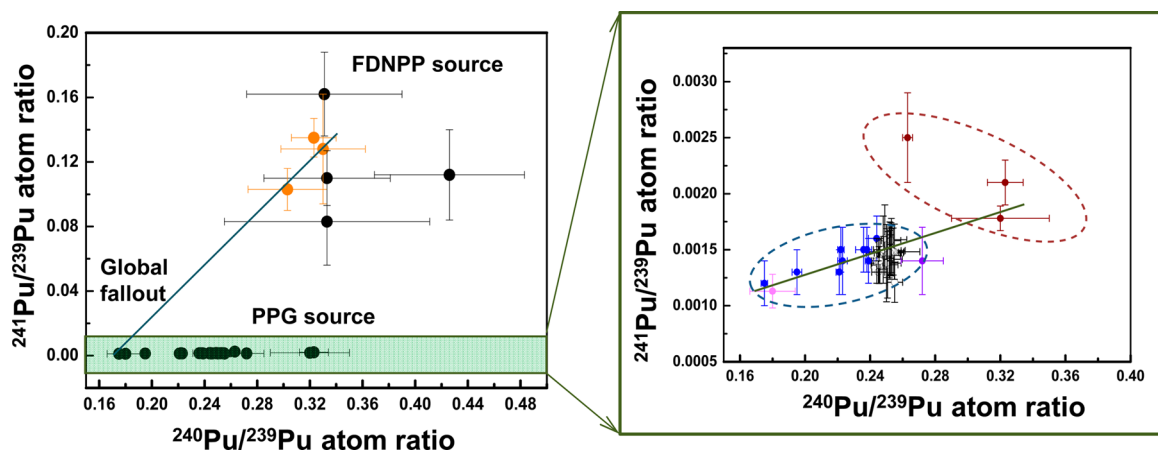 0.20
0.16
0.12
0.08
0.04
0.00
²⁴¹Pu/²³⁹Pu atom ratio
FDNPP source
Global
fallout
PPG source
0.16 0.20 0.24 0.28 0.32 0.36 0.40 0.44 0.48
²⁴⁰Pu/²³⁹Pu atom ratio
0.0030
0.0025
0.0020
0.0015
0.0010
0.0005
²⁴¹Pu/²³⁹Pu atom ratio
0.16 0.20 0.24 0.28 0.32 0.36 0.40
²⁴⁰Pu/²³⁹Pu atom ratio